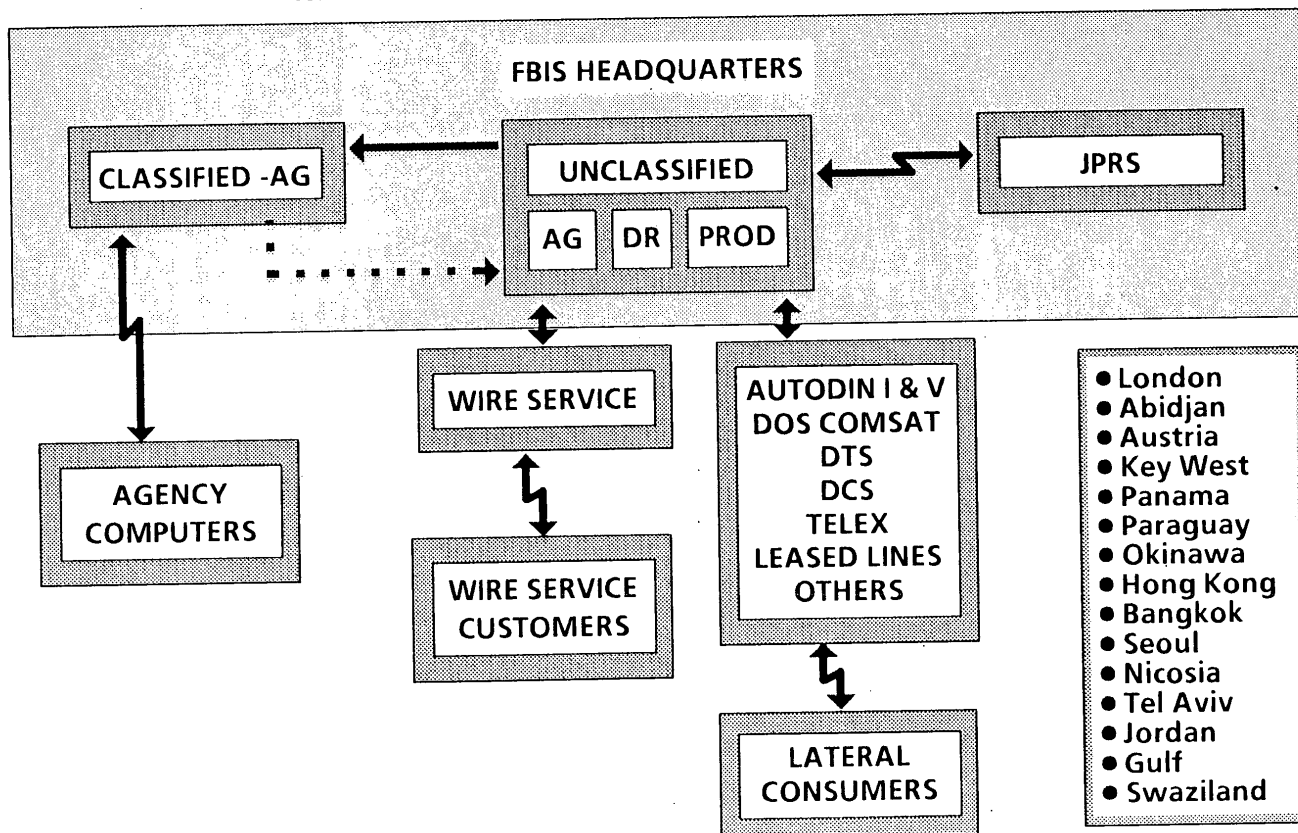 FBIS HEADQUARTERS
CLASSIFIED -AG
UNCLASSIFIED
AG
DR
PROD
JPRS
WIRE SERVICE
AGENCY
COMPUTERS
WIRE SERVICE
CUSTOMERS
AUTODIN I & V
DOS COMSAT
DTS
DCS
TELEX
LEASED LINES
OTHERS
LATERAL
CONSUMERS
● London
● Abidjan
● Austria
● Key West
● Panama
● Paraguay
● Okinawa
● Hong Kong
● Bangkok
● Seoul
● Nicosia
● Tel Aviv
● Jordan
● Gulf
● Swaziland